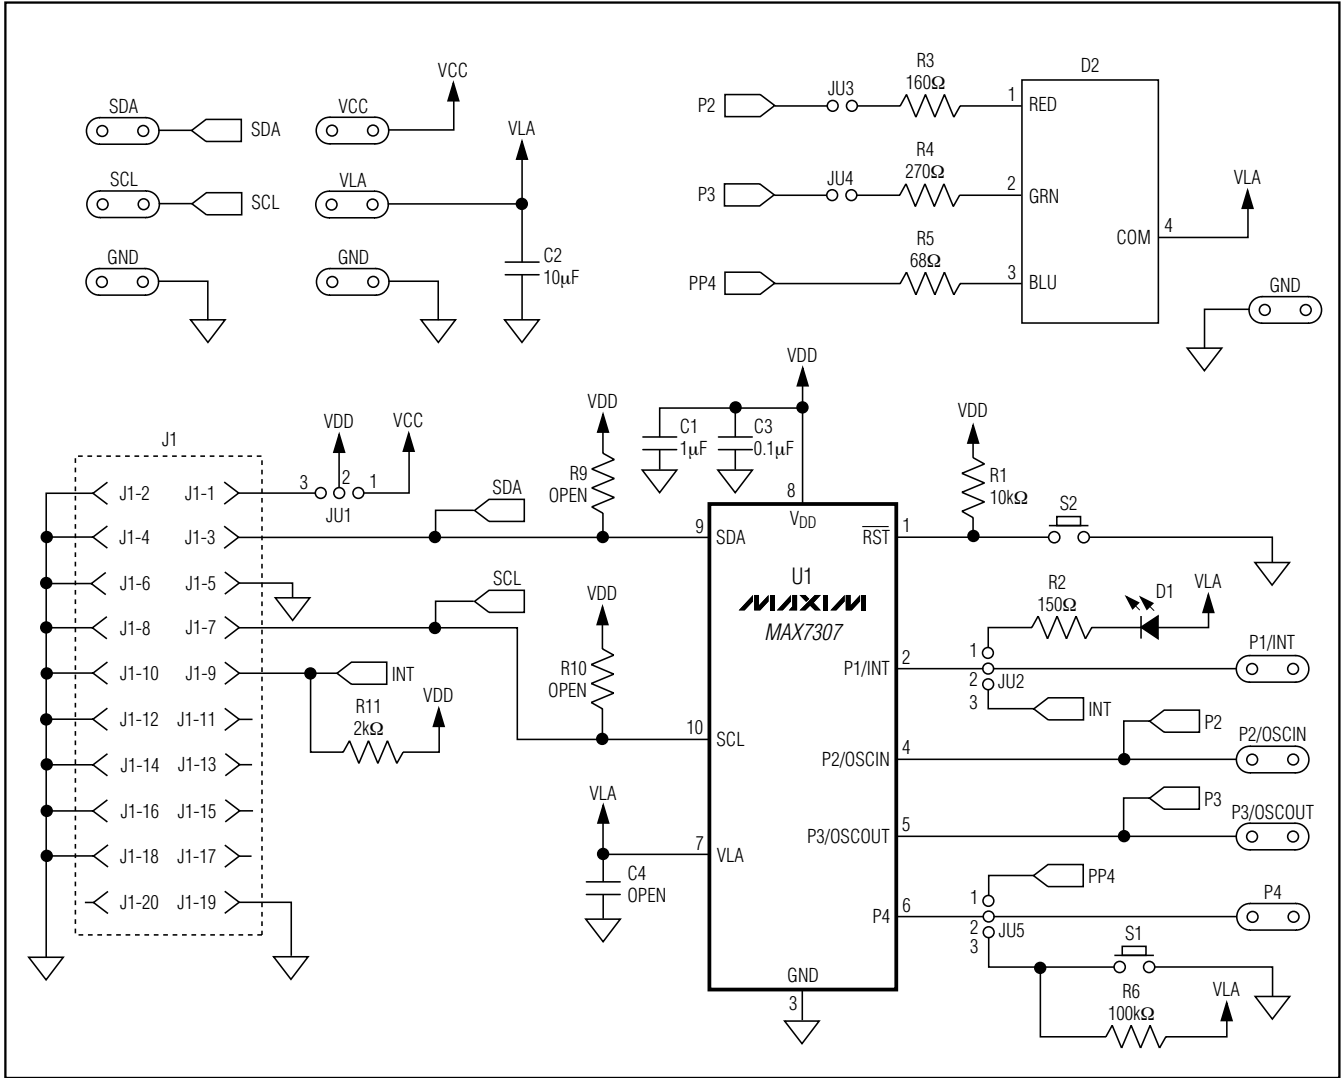 SDA
SDA
SCL
SCL
GND
VCC
VCC
VLA
VLA
GND
C2
10µF
P2
JU3
R3
160Ω
P3
JU4
R4
270Ω
PP4
R5
68Ω
D2
1
RED
2
GRN
3
BLU
COM
4
VLA
GND
J1
J1-2
J1-1
J1-4
J1-3
J1-6
J1-5
J1-8
J1-7
J1-10
J1-9
J1-12
J1-11
J1-14
J1-13
J1-16
J1-15
J1-18
J1-17
J1-20
J1-19
VDD
VCC
3
2
1
JU1
SDA
SCL
INT
R11
2kΩ
VDD
VDD
R9
OPEN
VDD
R10
OPEN
VLA
C4
OPEN
VDD
C1
1µF
C3
0.1µF
8
VDD
9
SDA
10
SCL
7
VLA
U1
MAXIM
MAX7307
RST
1
P1/INT
2
P2/OSCIN
4
P3/OSCOUT
5
P4
6
GND
3
VDD
R1
10kΩ
S2
R2
150Ω
D1
VLA
1
2
JU2
3
INT
P1/INT
P2
P2/OSCIN
P3
P3/OSCOUT
PP4
1
2
JU5
3
P4
S1
R6
100kΩ
VLA